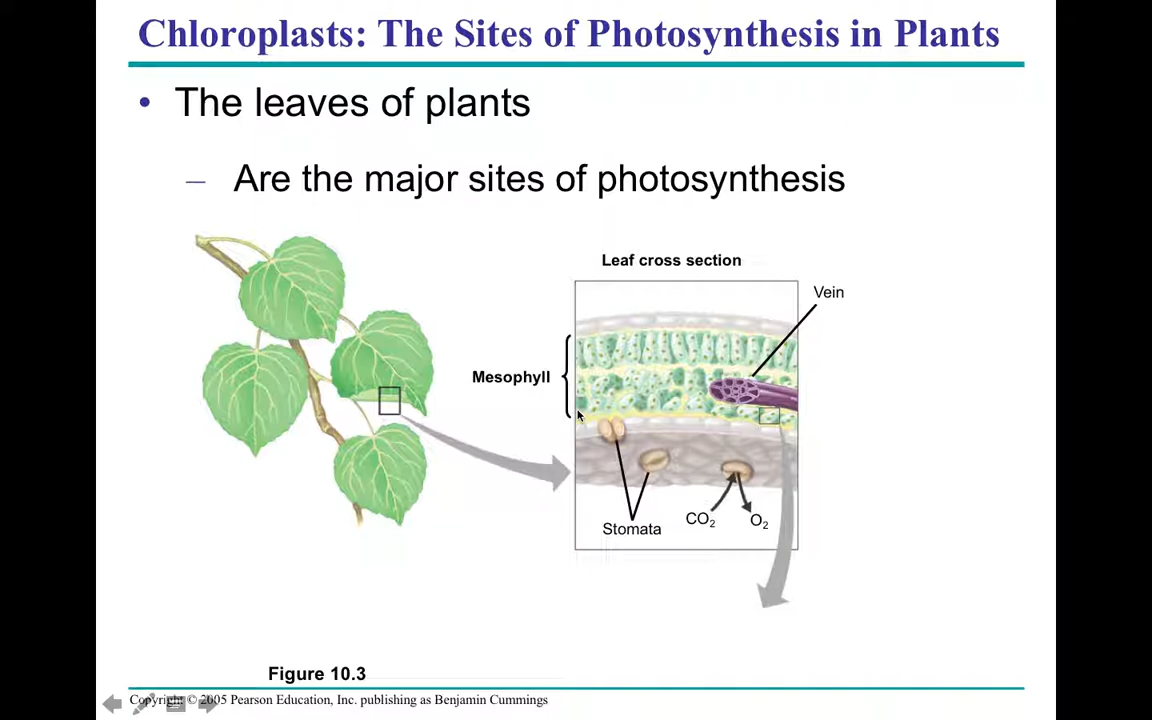 Chloroplasts: The Sites of Photosynthesis in Plants
• The leaves of plants
– Are the major sites of photosynthesis
Leaf cross section
Vein
Mesophyll
Stomata
CO₂
O₂
Figure 10.3
Copyright © 2005 Pearson Education, Inc. publishing as Benjamin Cummings